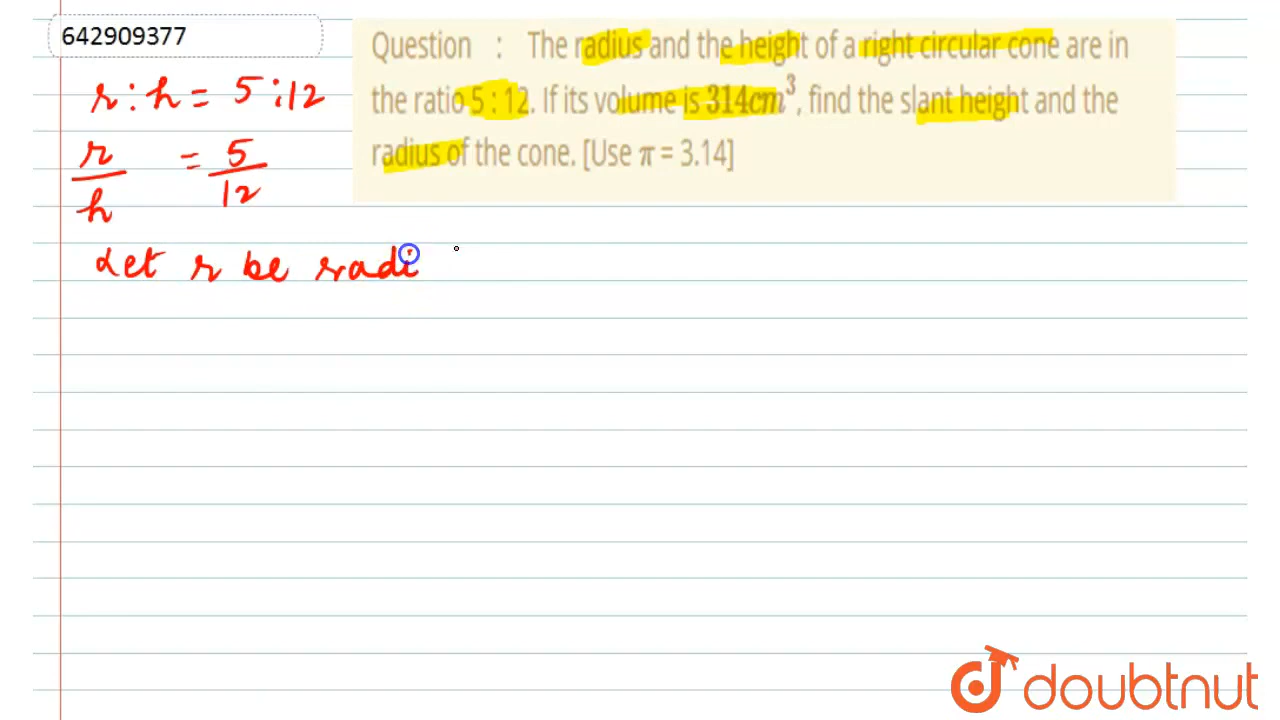 642909377
Question : The radius and the height of a right circular cone are in
the ratio 5 : 12. If its volume is 314cm³, find the slant height and the
radius of the cone. [Use π = 3.14]
r : h = 5 : 12
r/h = 5/12
Let r be radi
doubtnut